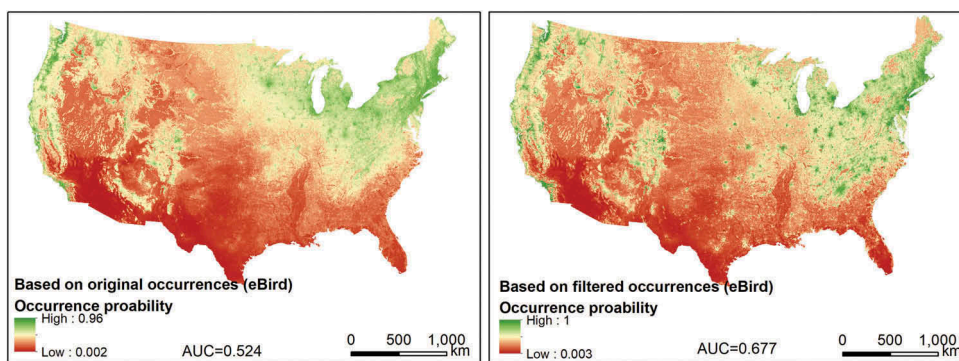 Based on original occurrences (eBird)
Occurrence proability
High : 0.96
Low : 0.002
AUC=0.524
0 500 1,000
km
Based on filtered occurrences (eBird)
Occurrence proability
High : 1
Low : 0.003
AUC=0.677
0 500 1,000
km